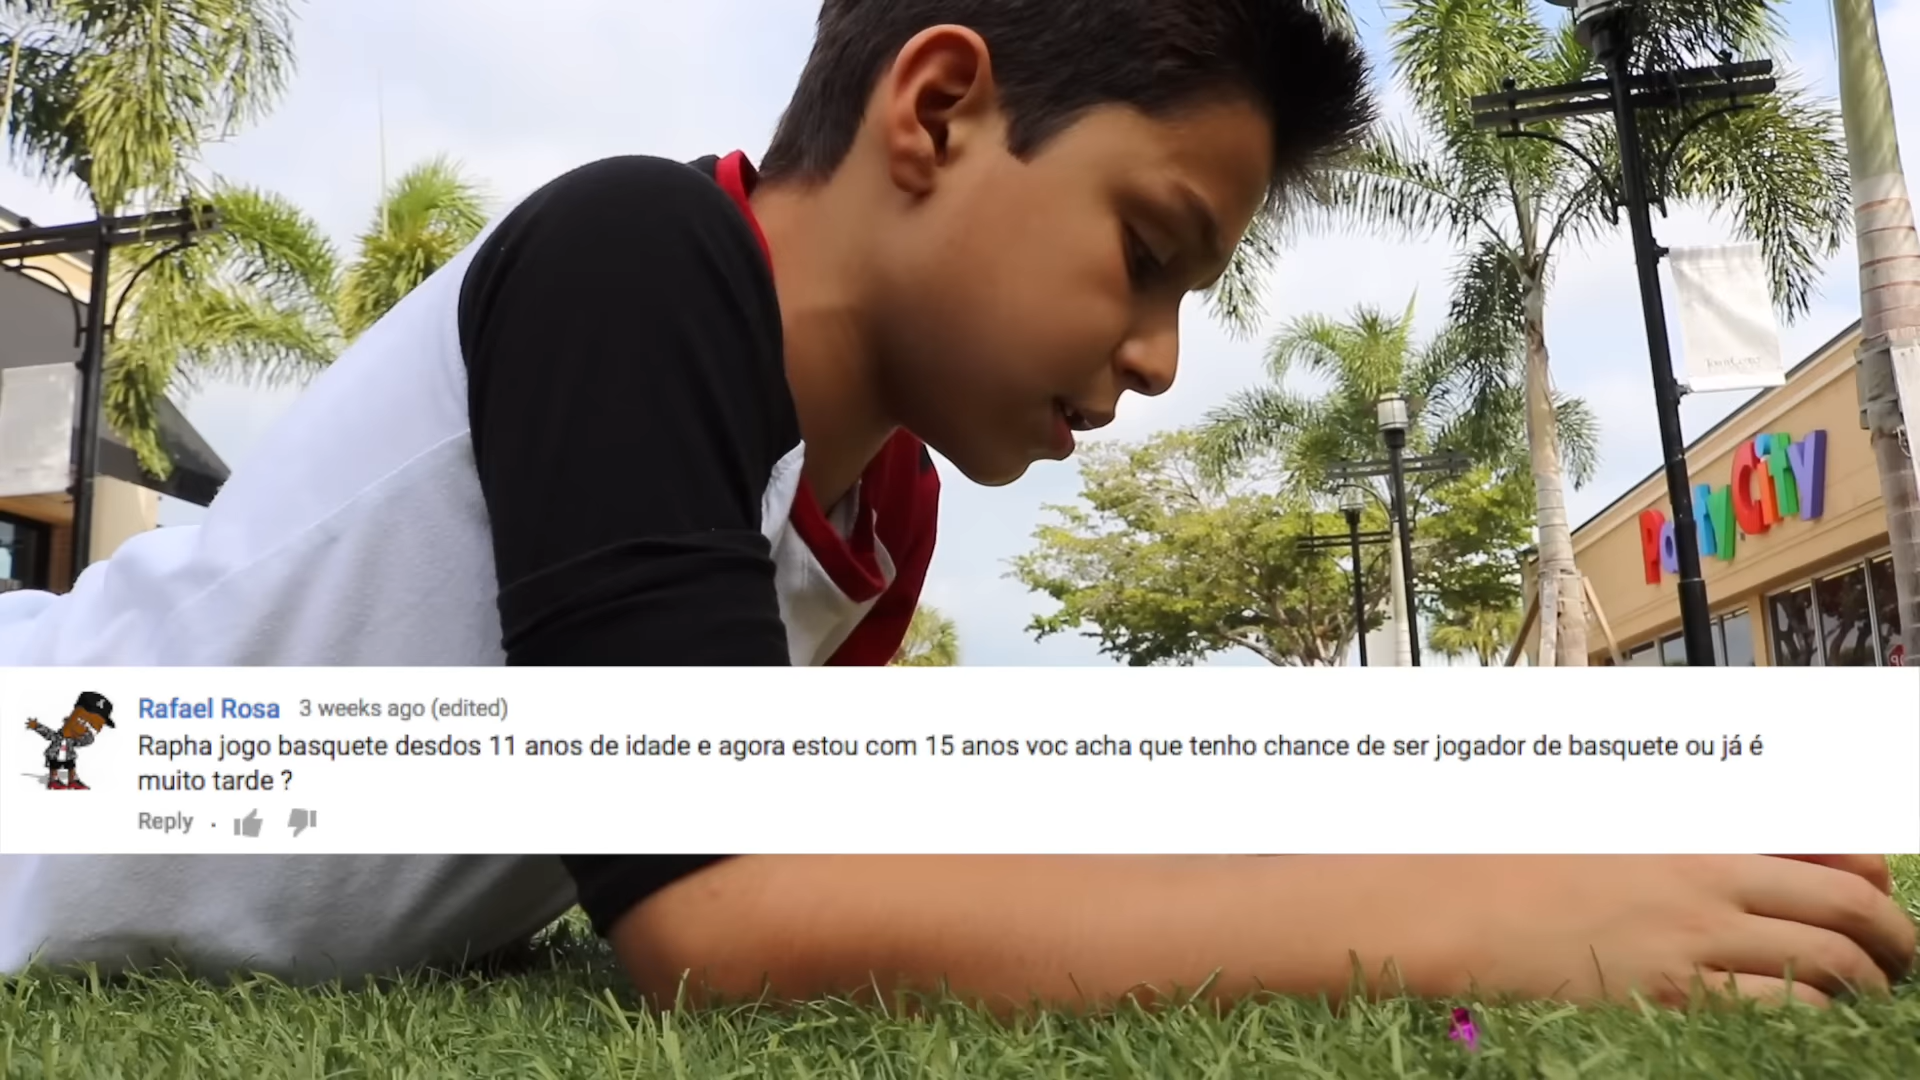 Party City
Rafael Rosa 3 weeks ago (edited)
Rapha jogo basquete desdos 11 anos de idade e agora estou com 15 anos voc acha que tenho chance de ser jogador de basquete ou já é
muito tarde ?
Reply